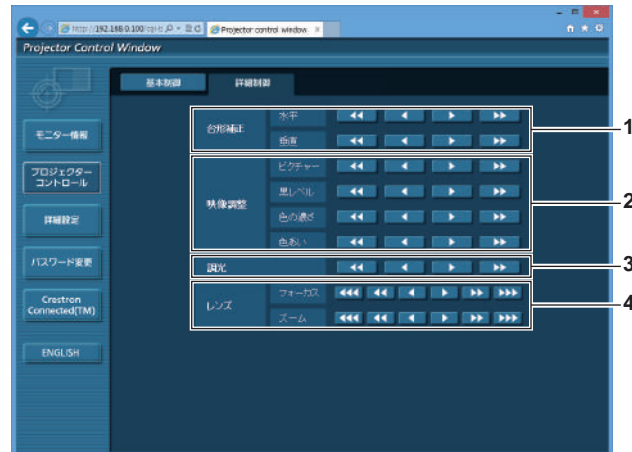 http://192.168.0.100/
Projector control window
Projector Control Window
基本制御
詳細制御
モニター情報
プロジェクター
コントロール
詳細設定
パスワード変更
Crestron
Connected(TM)
ENGLISH
台形補正
水平
垂直
1
映像調整
ピクチャー
黒レベル
色の濃さ
色あい
2
調光
3
レンズ
フォーカス
ズーム
4